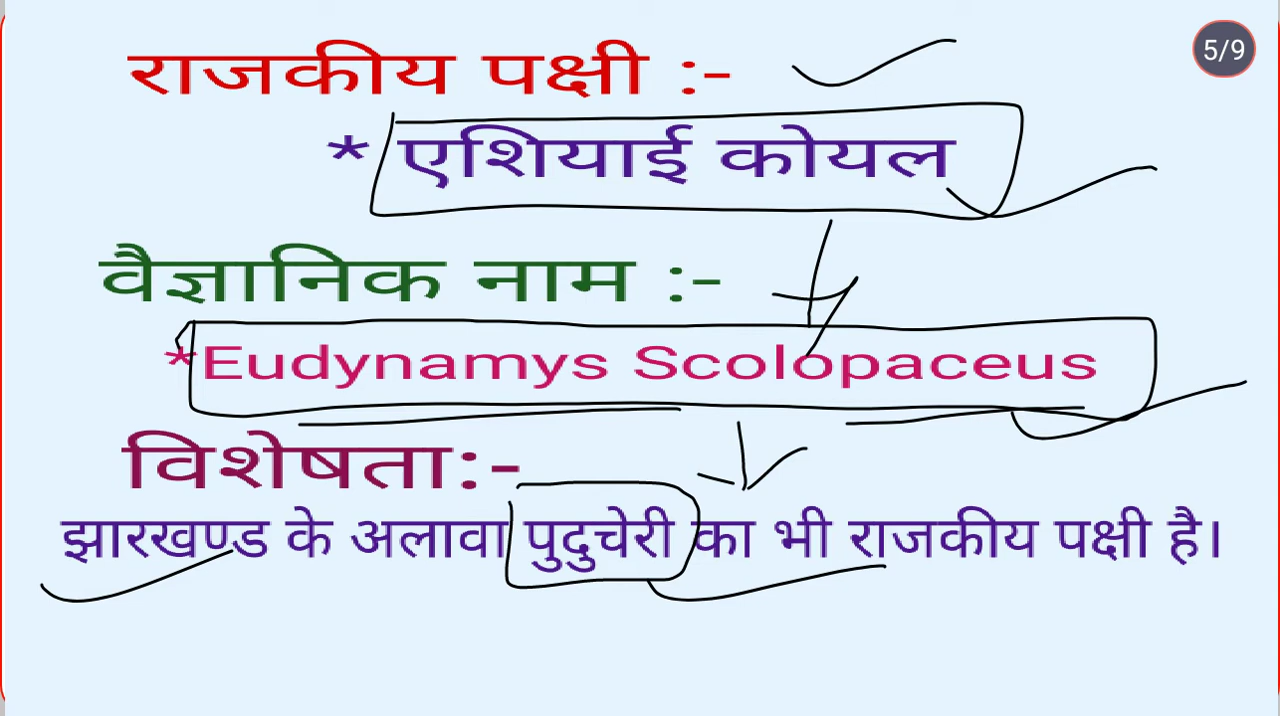 राजकीय पक्षी :-
5/9
* एशियाई कोयल
वैज्ञानिक नाम :-
*Eudynamys Scolopaceus
विशेषता:-
झारखण्ड के अलावा पुदुचेरी का भी राजकीय पक्षी है।